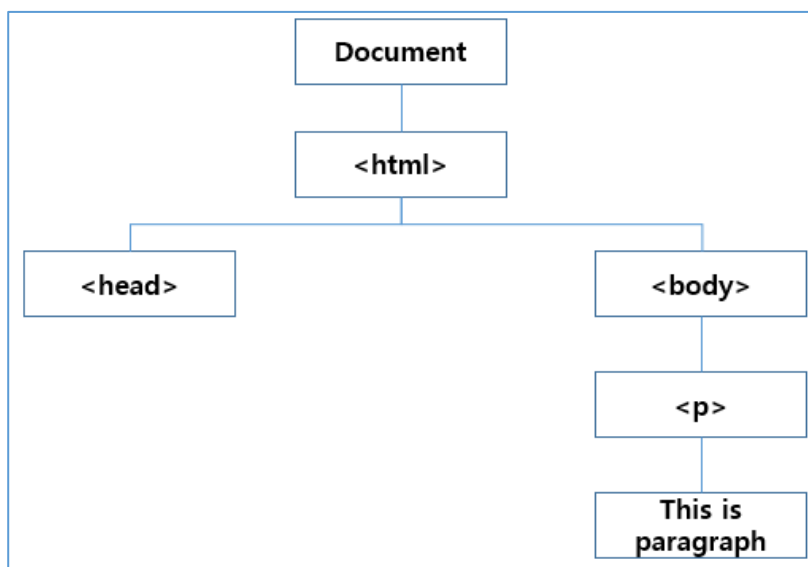 Document
<html>
<head>
<body>
<p>
This is
paragraph